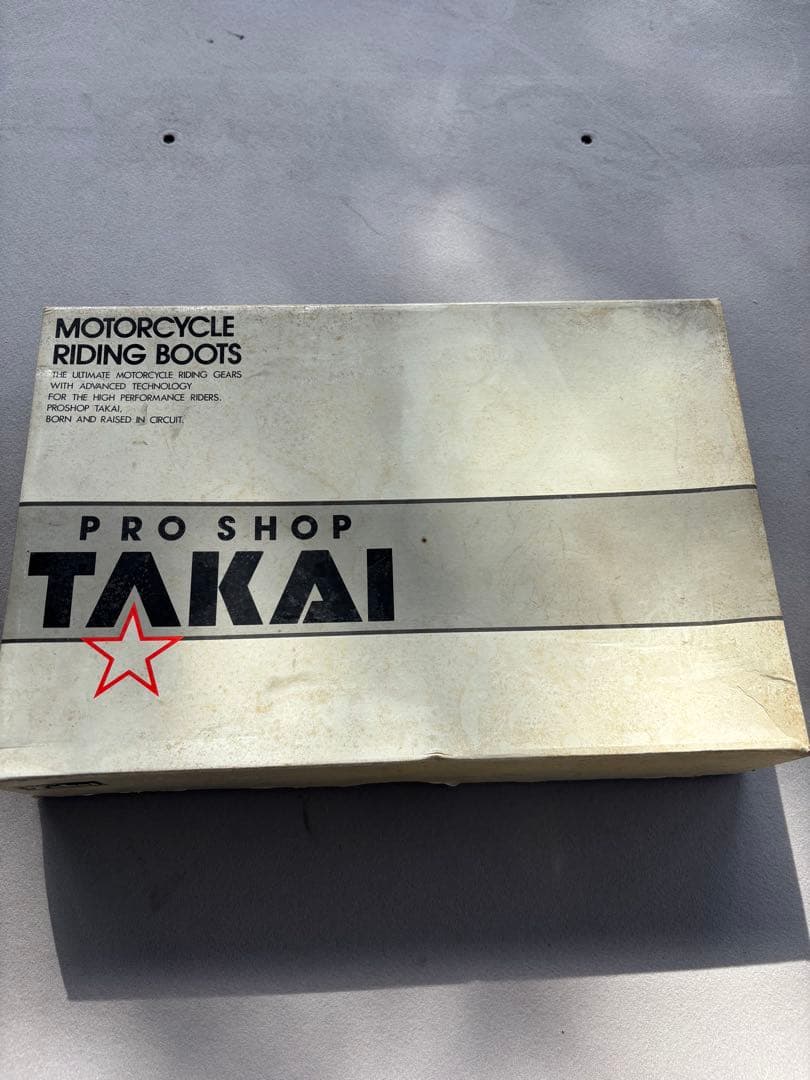 MOTORCYCLE
RIDING BOOTS
THE ULTIMATE MOTORCYCLE RIDING GEARS
WITH ADVANCED TECHNOLOGY
FOR THE HIGH PERFORMANCE RIDERS.
PROSHOP TAKAI,
BORN AND RAISED IN CIRCUIT.
PRO SHOP
TAKAI